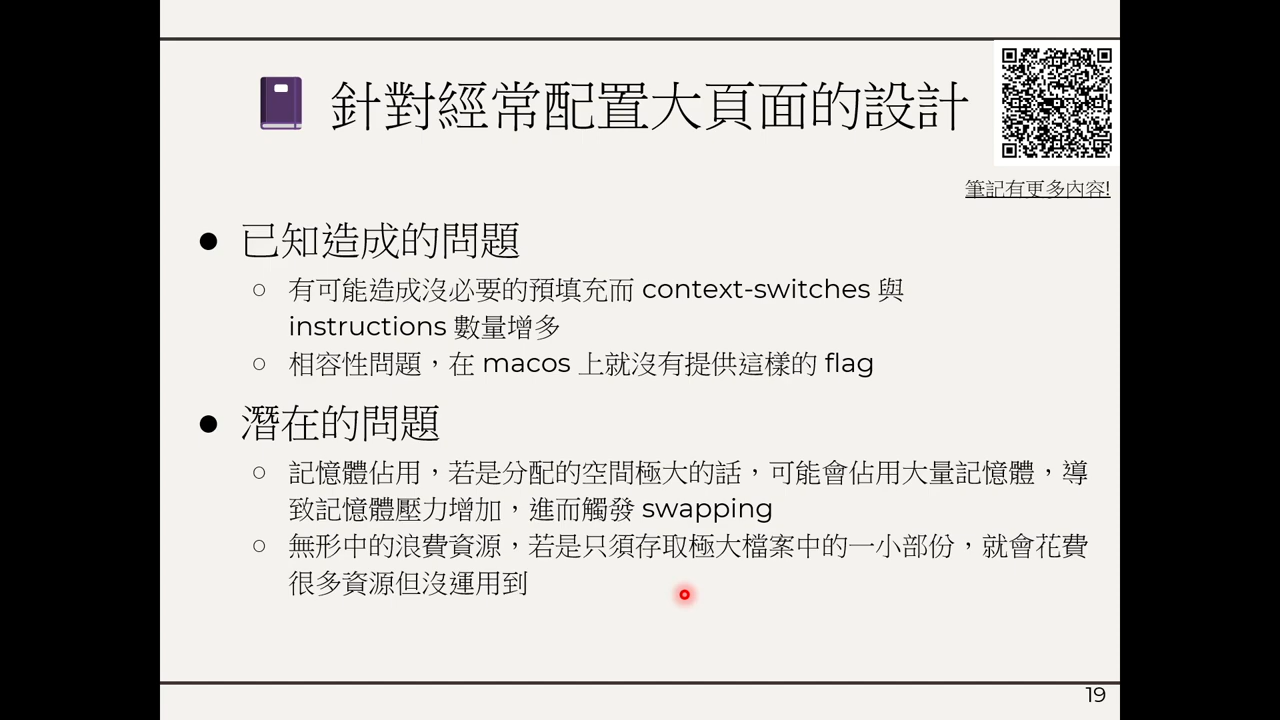 針對經常配置大頁面的設計
筆記有更多內容!
● 已知造成的問題
○ 有可能造成沒必要的預填充而 context-switches 與
instructions 數量增多
○ 相容性問題，在 macos 上就沒有提供這樣的 flag
● 潛在的問題
○ 記憶體佔用，若是分配的空間極大的話，可能會佔用大量記憶體，導
致記憶體壓力增加，進而觸發 swapping
○ 無形中的浪費資源，若是只須存取極大檔案中的一小部份，就會花費
很多資源但沒運用到
19